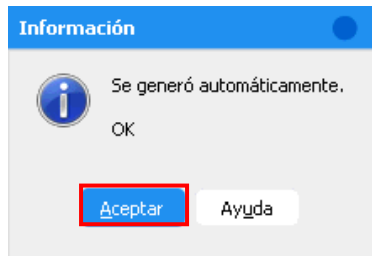 Información
Se generó automáticamente.
OK
Aceptar
Ayuda